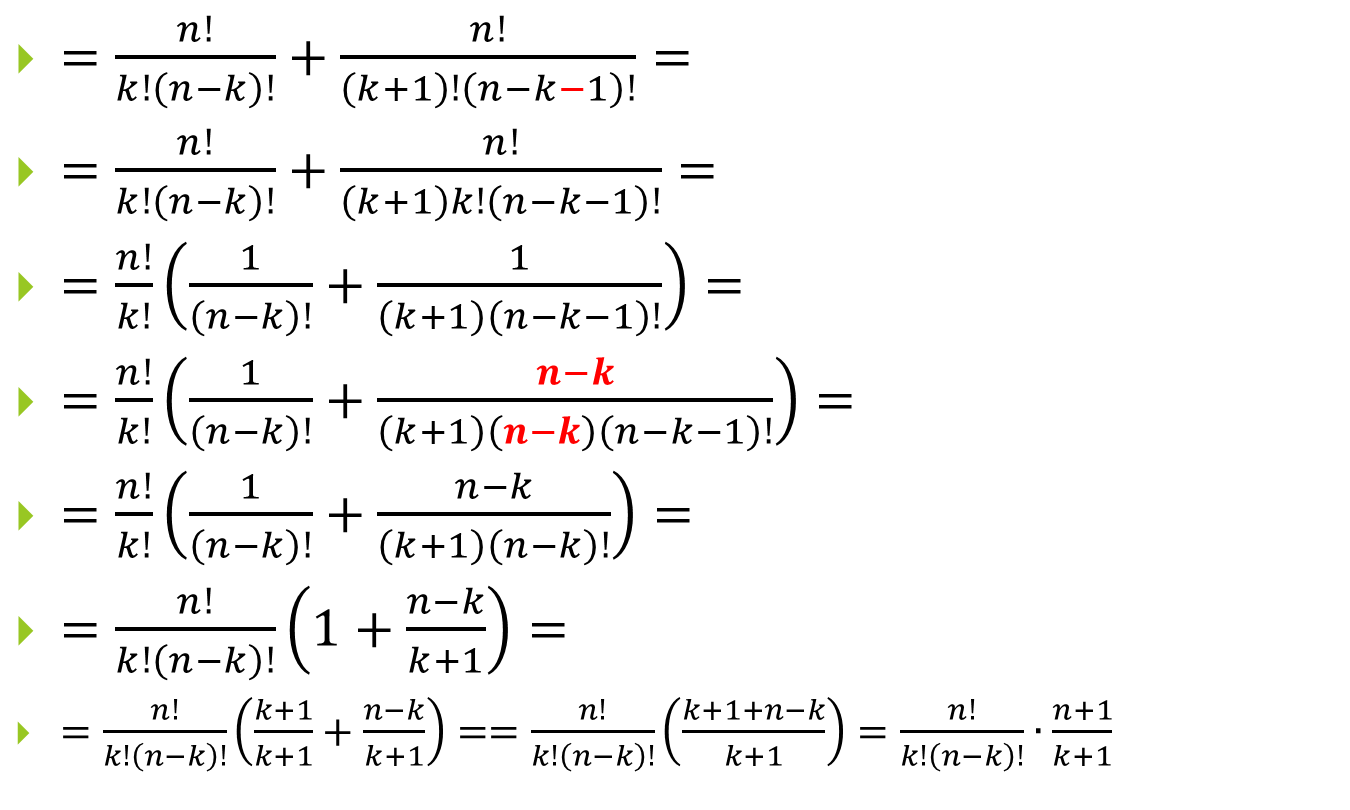 = n!/(k!(n−k)!) + n!/((k+1)!(n−k−1)!) =
= n!/(k!(n−k)!) + n!/((k+1)k!(n−k−1)!) =
= n!/k! (1/(n−k)! + 1/((k+1)(n−k−1)!)) =
= n!/k! (1/(n−k)! + (n−k)/((k+1)(n−k)(n−k−1)!)) =
= n!/k! (1/(n−k)! + (n−k)/((k+1)(n−k)!)) =
= n!/(k!(n−k)!) (1 + (n−k)/(k+1)) =
= n!/(k!(n−k)!) ((k+1)/(k+1) + (n−k)/(k+1)) == n!/(k!(n−k)!) ((k+1+n−k)/(k+1)) = n!/(k!(n−k)!) · (n+1)/(k+1)